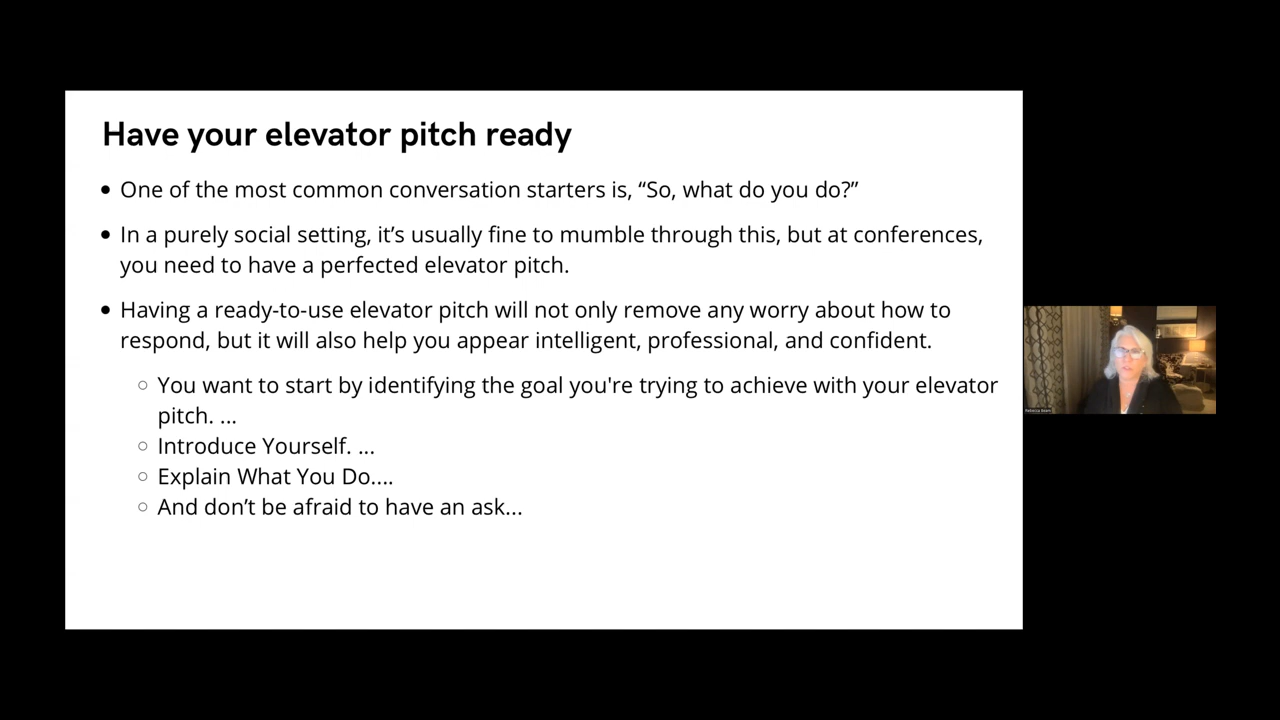 Have your elevator pitch ready
• One of the most common conversation starters is, “So, what do you do?”
• In a purely social setting, it’s usually fine to mumble through this, but at conferences,
you need to have a perfected elevator pitch.
• Having a ready-to-use elevator pitch will not only remove any worry about how to
respond, but it will also help you appear intelligent, professional, and confident.
○ You want to start by identifying the goal you're trying to achieve with your elevator
pitch. ...
○ Introduce Yourself. ...
○ Explain What You Do....
○ And don’t be afraid to have an ask...